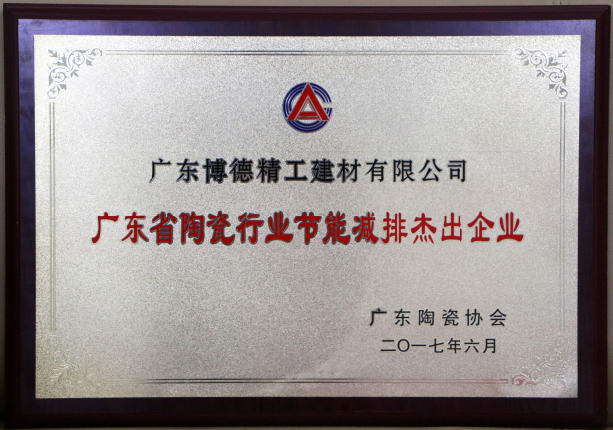 广东博德精工建材有限公司
广东省陶瓷行业节能减排杰出企业
广东陶瓷协会
二〇一七年六月